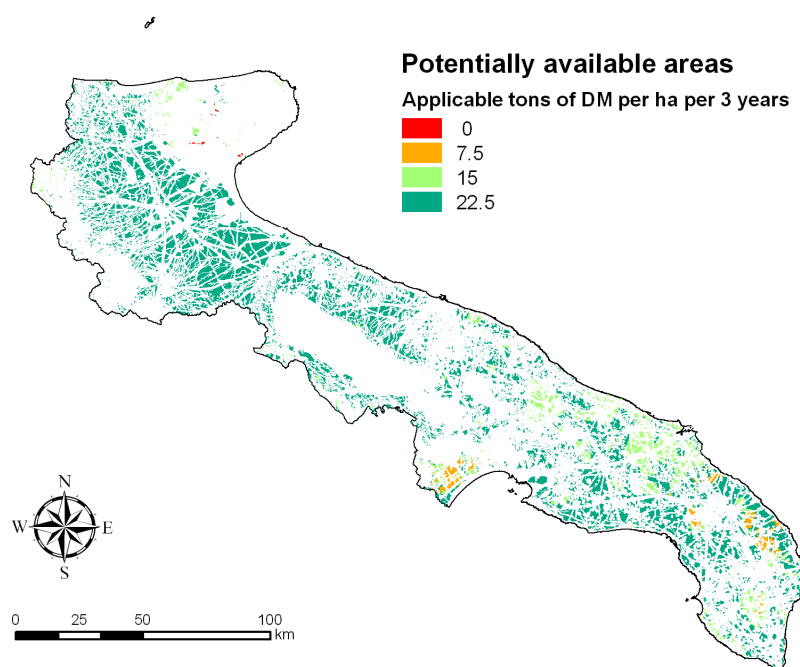 Potentially available areas
Applicable tons of DM per ha per 3 years
0
7.5
15
22.5
N
W E
S
0 25 50 100
km